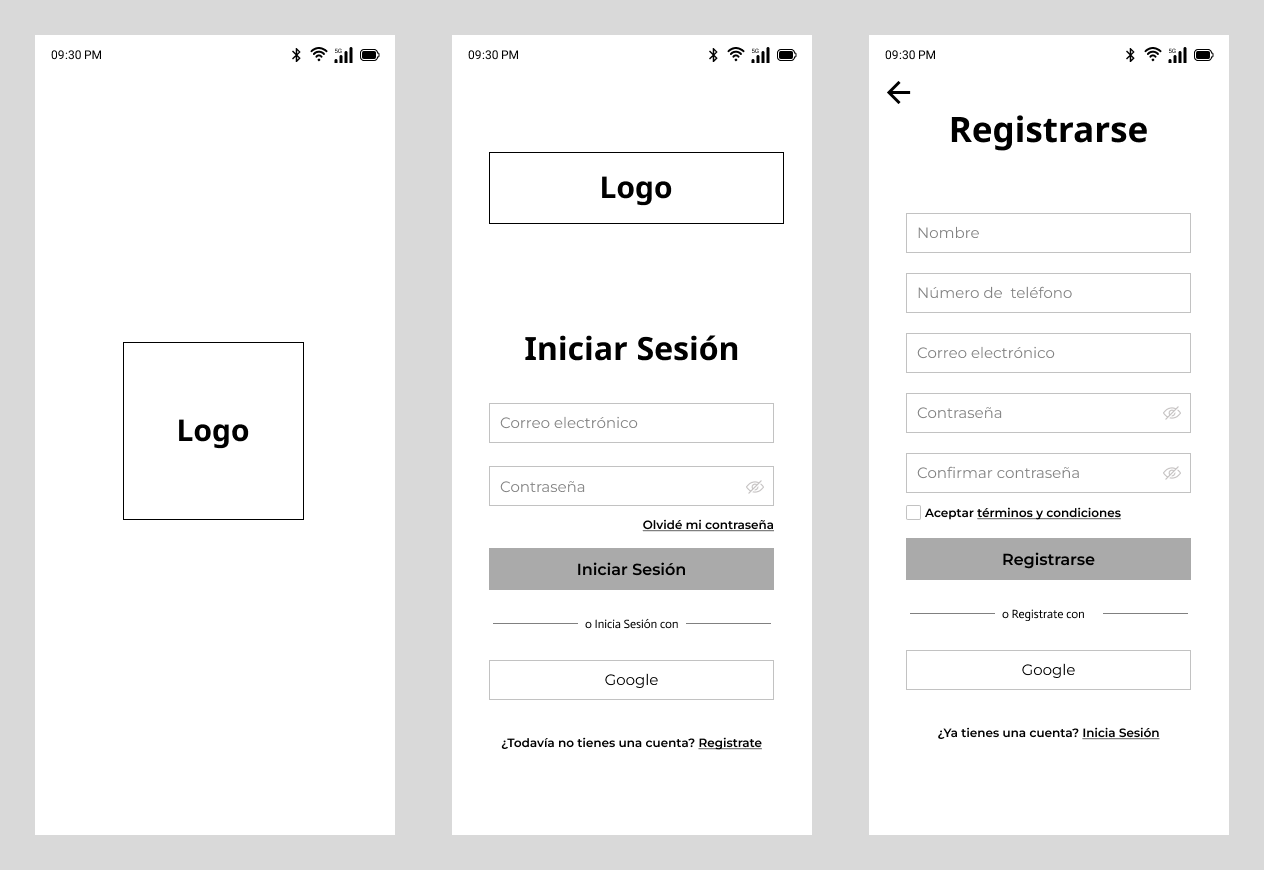 09:30 PM
5G
Logo
09:30 PM
5G
Logo
Iniciar Sesión
Correo electrónico
Contraseña
Olvidé mi contraseña
Iniciar Sesión
o Inicia Sesión con
Google
¿Todavía no tienes una cuenta? Registrate
09:30 PM
5G
Registrarse
Nombre
Número de  teléfono
Correo electrónico
Contraseña
Confirmar contraseña
Aceptar términos y condiciones
Registrarse
o Registrate con
Google
¿Ya tienes una cuenta? Inicia Sesión